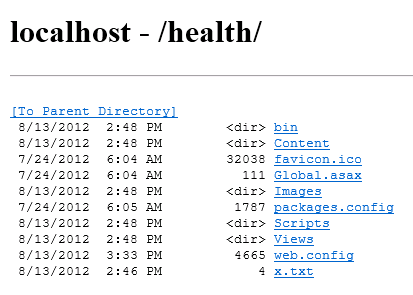 localhost - /health/
[To Parent Directory]
8/13/2012 2:48 PM <dir> bin
8/13/2012 2:48 PM <dir> Content
7/24/2012 6:04 AM 32038 favicon.ico
7/24/2012 6:04 AM 111 Global.asax
8/13/2012 2:48 PM <dir> Images
7/24/2012 6:05 AM 1787 packages.config
8/13/2012 2:48 PM <dir> Scripts
8/13/2012 2:48 PM <dir> Views
8/13/2012 3:33 PM 4665 web.config
8/13/2012 2:46 PM 4 x.txt